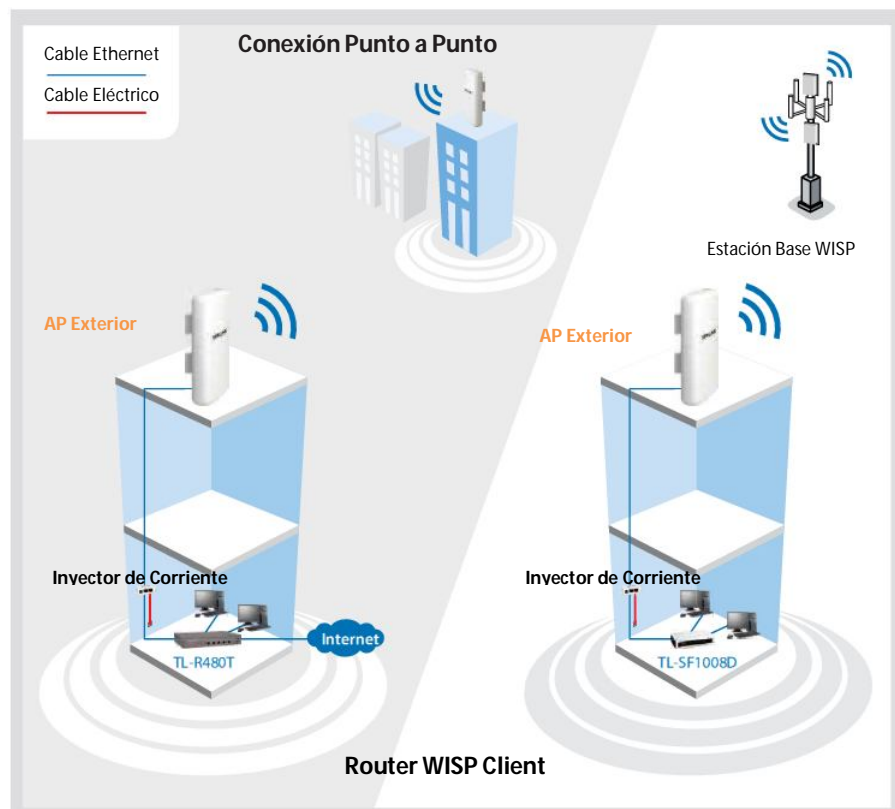 Conexión Punto a Punto
Cable Ethernet
Cable Eléctrico
Estación Base WISP
AP Exterior
AP Exterior
Inyector de Corriente
Inyector de Corriente
Internet
TL-R480T
TL-SF1008D
Router WISP Client